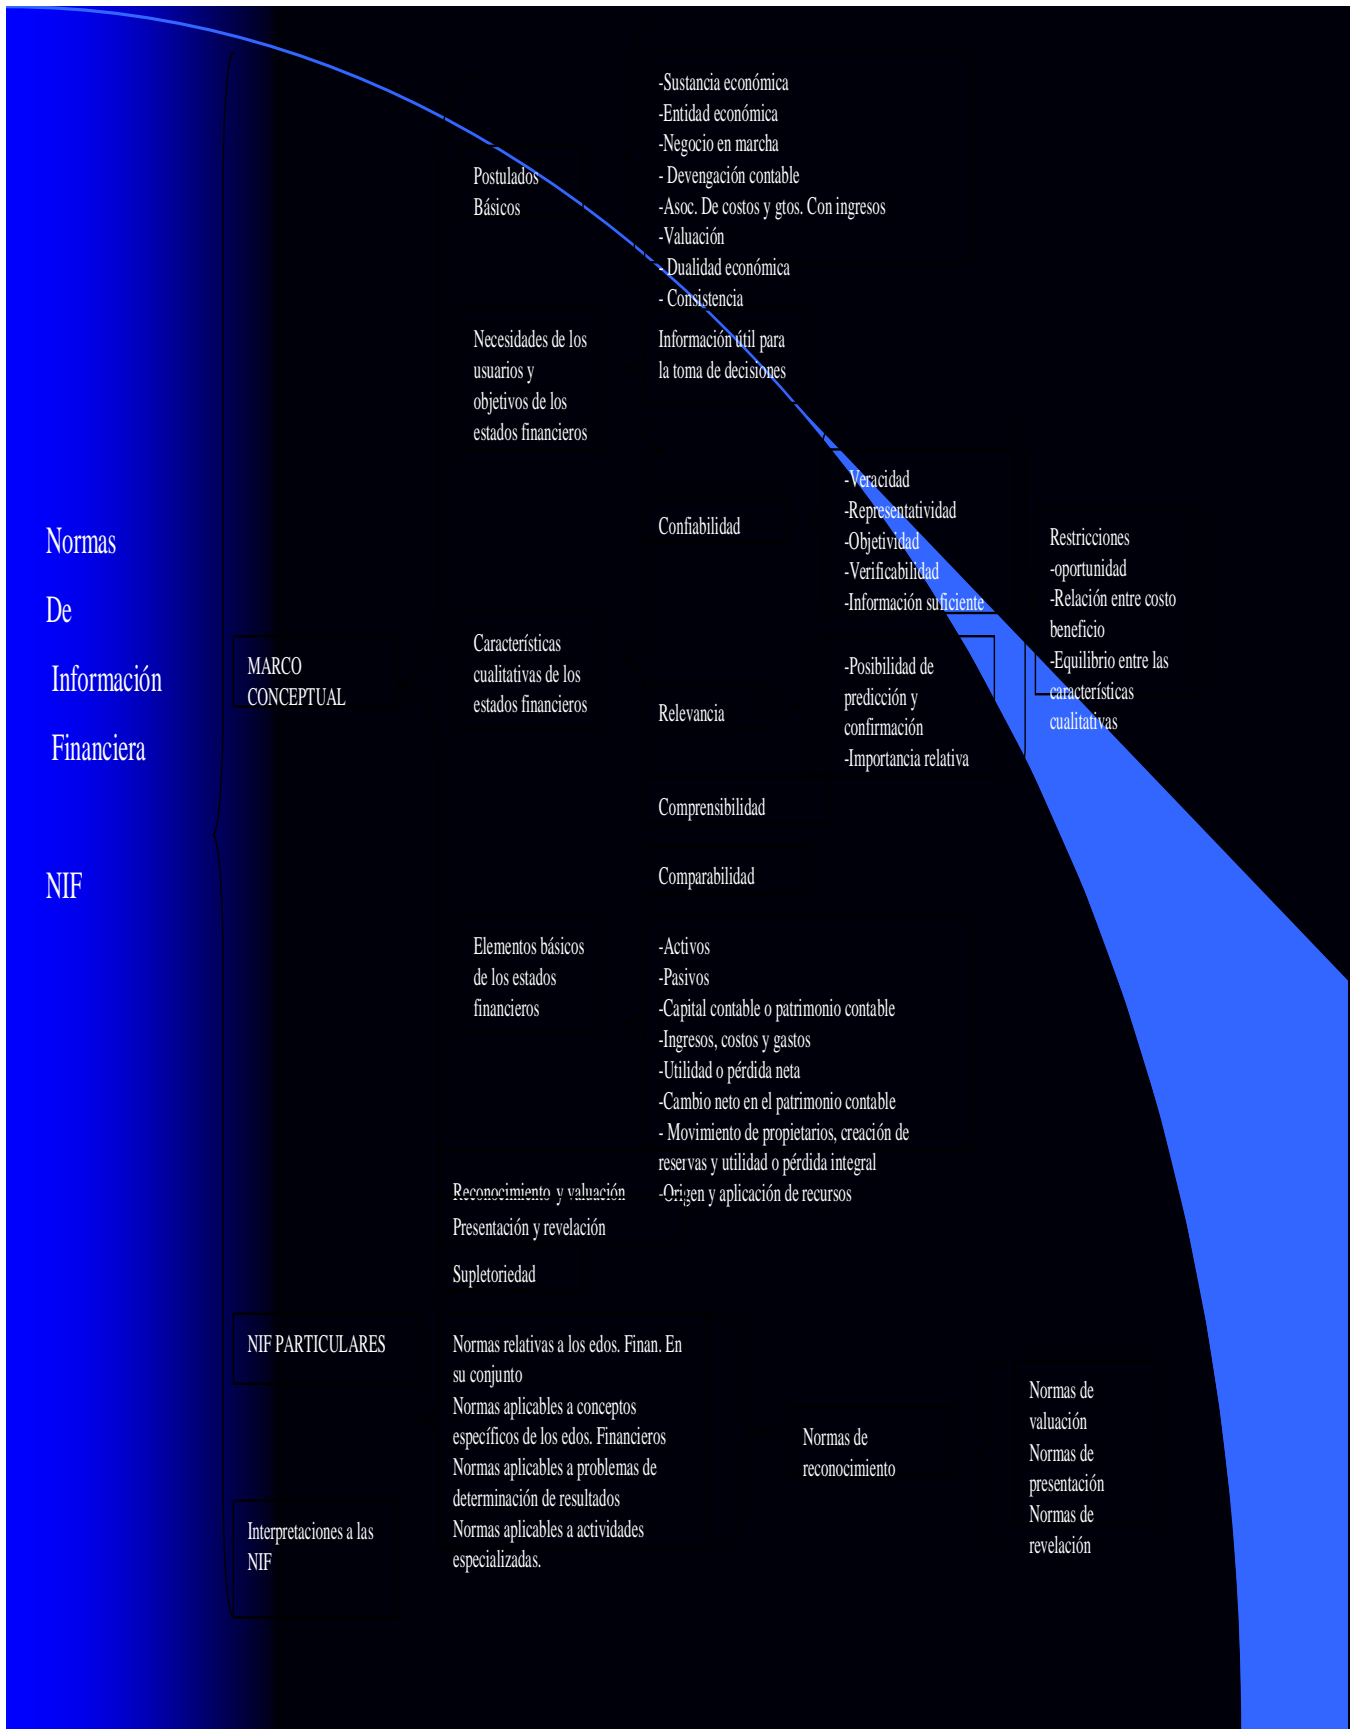 Normas
De
Información
Financiera
NIF
MARCO
CONCEPTUAL
Postulados
Básicos
-Sustancia económica
-Entidad económica
-Negocio en marcha
- Devengación contable
-Asoc. De costos y gtos. Con ingresos
-Valuación
- Dualidad económica
- Consistencia
Necesidades de los
usuarios y
objetivos de los
estados financieros
Información útil para
la toma de decisiones
Características
cualitativas de los
estados financieros
Confiabilidad
-Veracidad
-Representatividad
-Objetividad
-Verificabilidad
-Información suficiente
Relevancia
-Posibilidad de
predicción y
confirmación
-Importancia relativa
Restricciones
-oportunidad
-Relación entre costo
beneficio
-Equilibrio entre las
características
cualitativas
Comprensibilidad
Comparabilidad
Elementos básicos
de los estados
financieros
-Activos
-Pasivos
-Capital contable o patrimonio contable
-Ingresos, costos y gastos
-Utilidad o pérdida neta
-Cambio neto en el patrimonio contable
- Movimiento de propietarios, creación de
reservas y utilidad o pérdida integral
-Origen y aplicación de recursos
Reconocimiento y valuación
Presentación y revelación
Supletoriedad
NIF PARTICULARES
Normas relativas a los edos. Finan. En
su conjunto
Normas aplicables a conceptos
específicos de los edos. Financieros
Normas aplicables a problemas de
determinación de resultados
Normas aplicables a actividades
especializadas.
Normas de
reconocimiento
Normas de
valuación
Normas de
presentación
Normas de
revelación
Interpretaciones a las
NIF